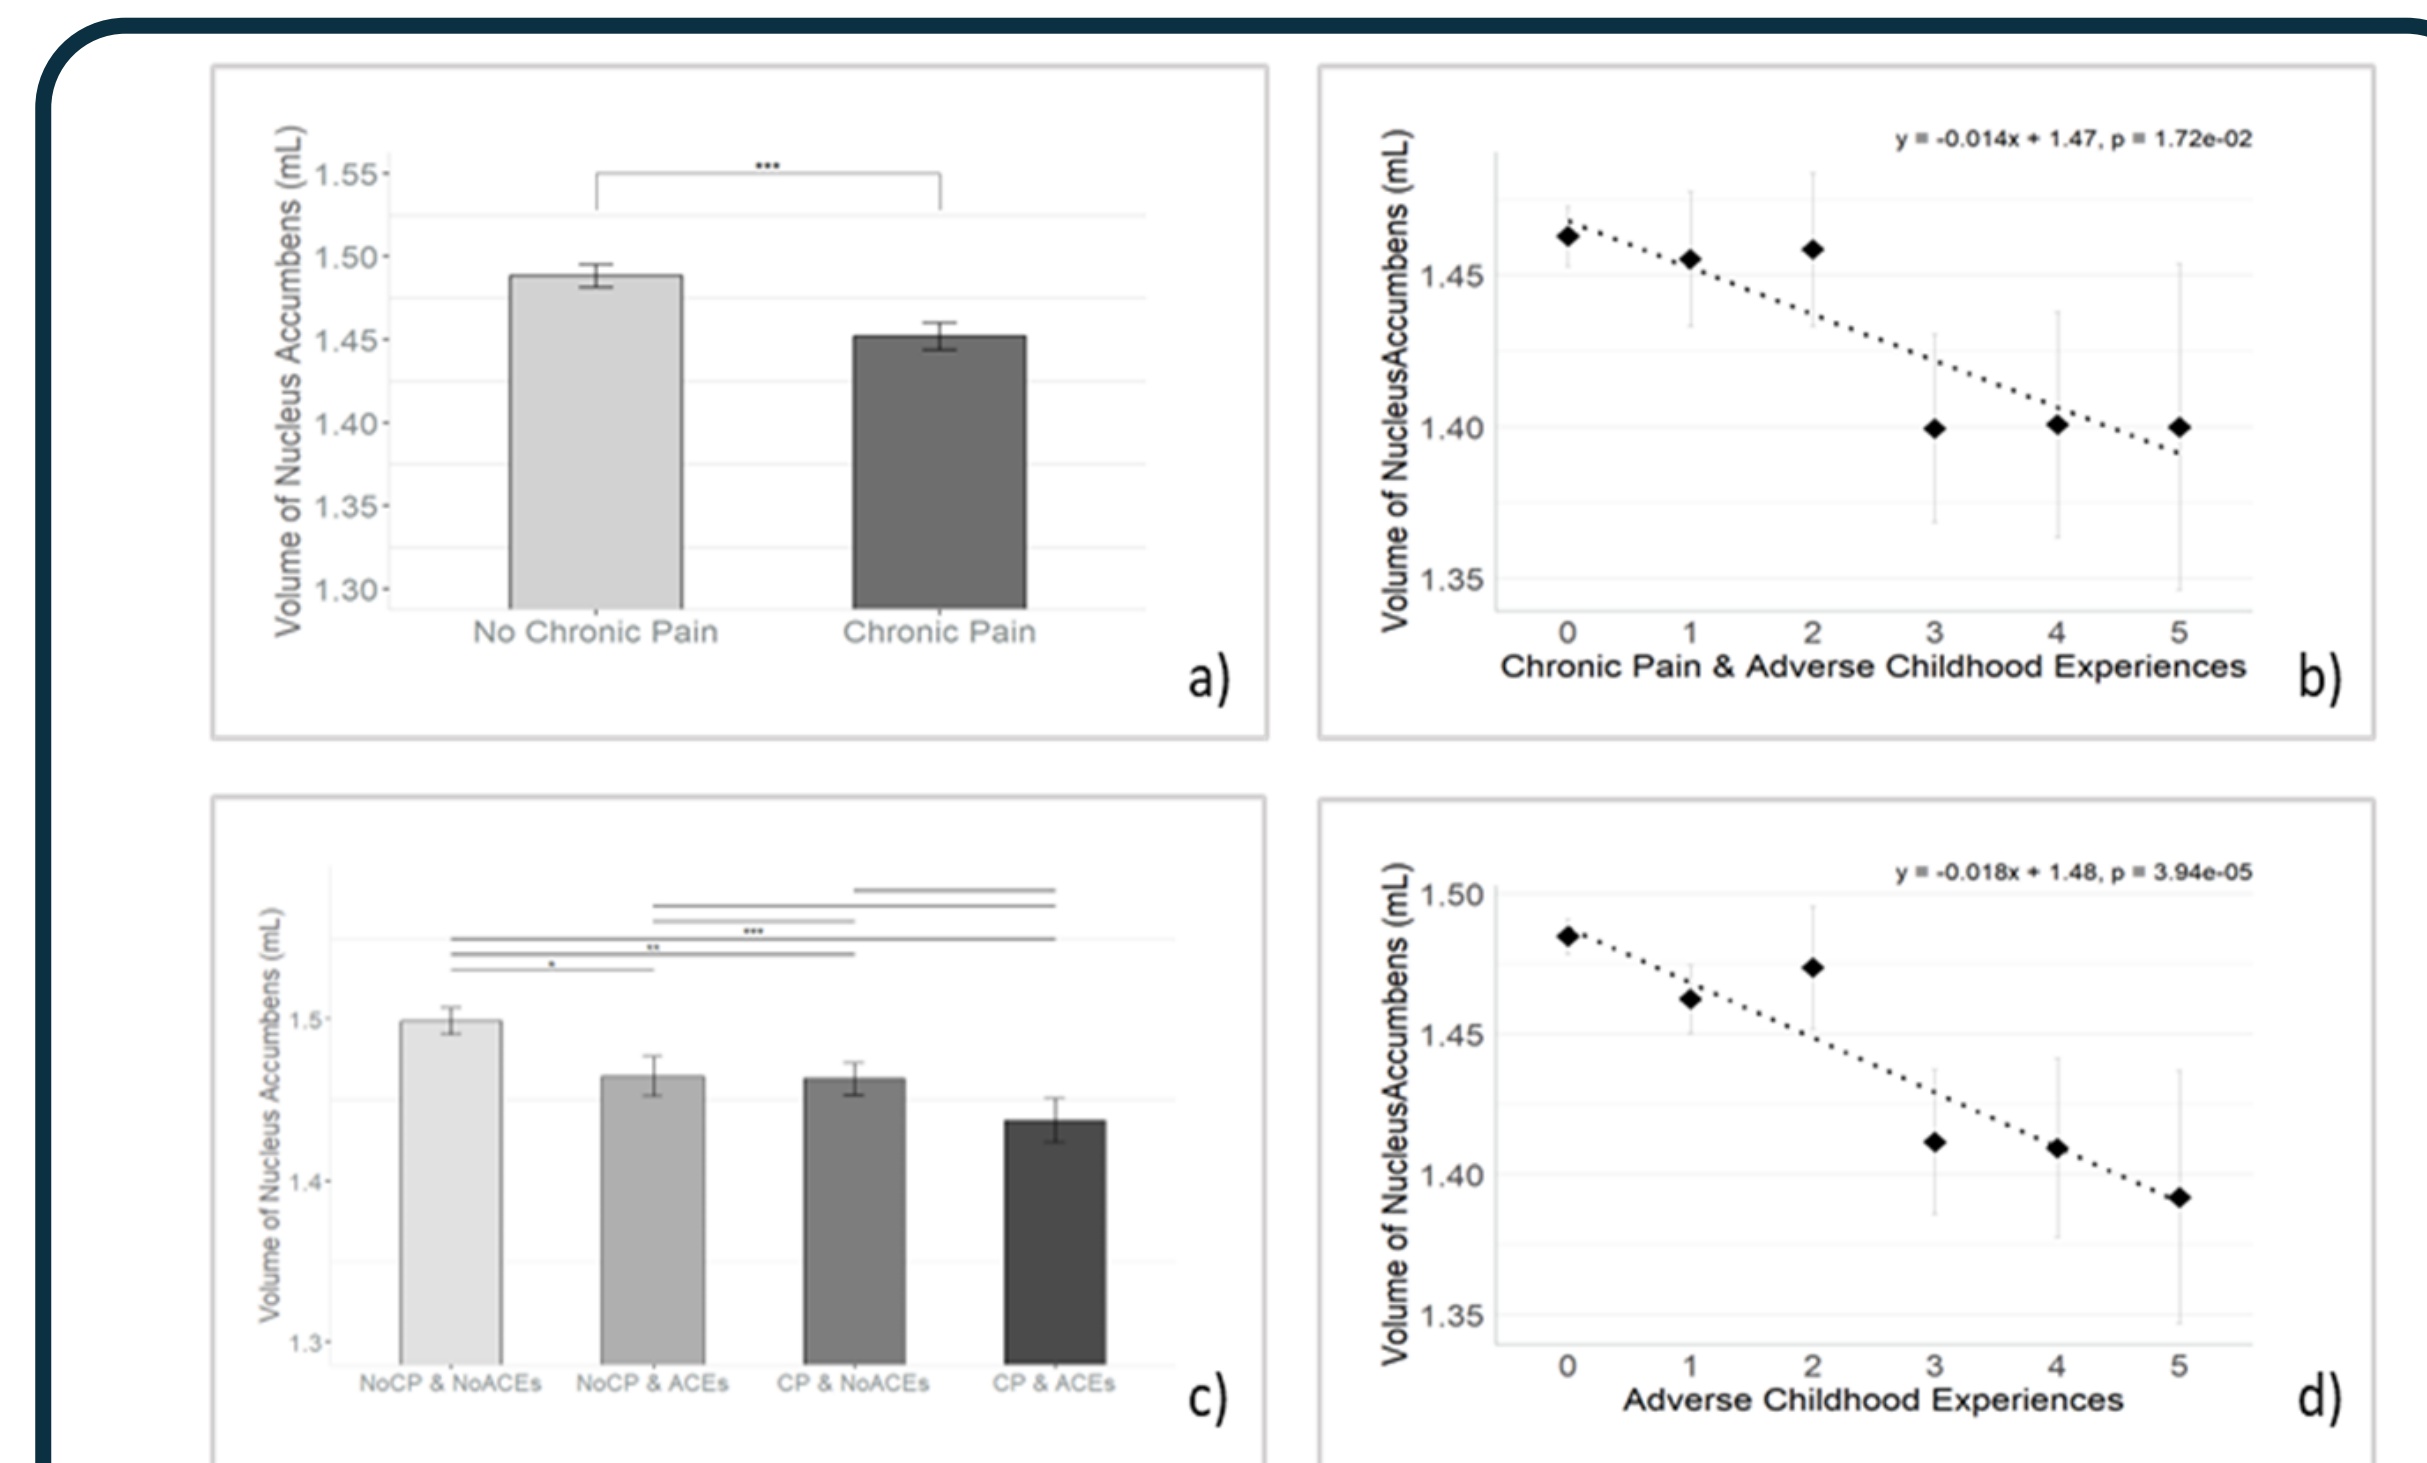 Volume of Nucleus Accumbens (mL)
1.55
1.50
1.45
1.40
1.35
1.30
***
No Chronic Pain
Chronic Pain
a)
y = -0.014x + 1.47, p = 1.72e-02
Volume of NucleusAccumbens (mL)
1.45
1.40
1.35
0 1 2 3 4 5
Chronic Pain & Adverse Childhood Experiences
b)
Volume of Nucleus Accumbens (mL)
1.5
1.4
1.3
***
**
*
NoCP & NoACEs
NoCP & ACEs
CP & NoACEs
CP & ACEs
c)
y = -0.018x + 1.48, p = 3.94e-05
Volume of NucleusAccumbens (mL)
1.50
1.45
1.40
1.35
0 1 2 3 4 5
Adverse Childhood Experiences
d)